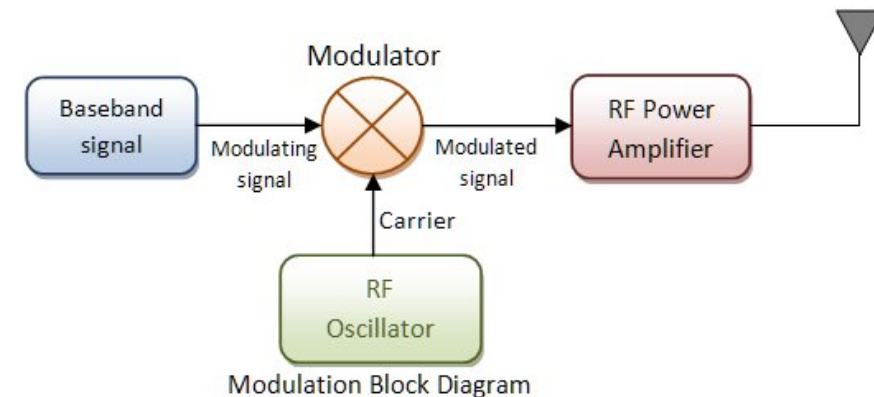 Modulator
Baseband
signal
Modulating
signal
Modulated
signal
RF Power
Amplifier
Carrier
RF
Oscillator
Modulation Block Diagram